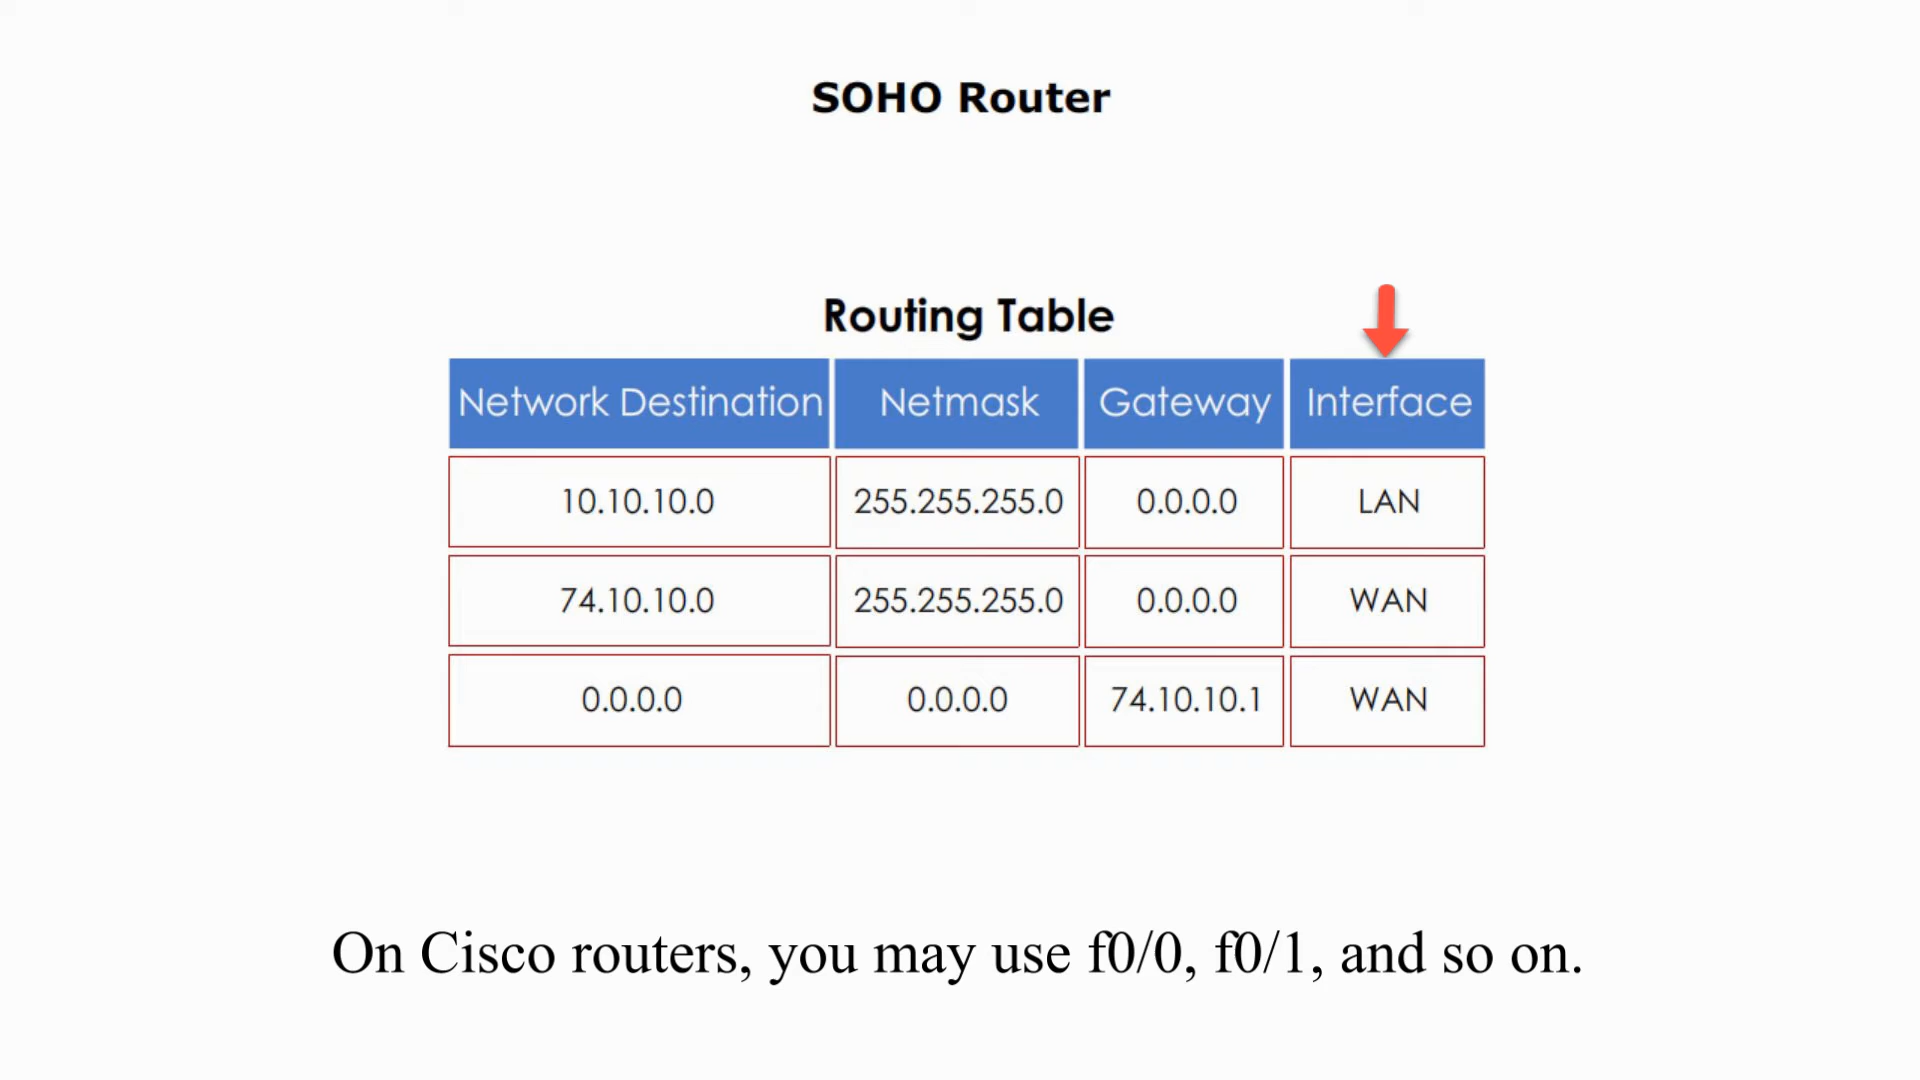 SOHO Router
Routing Table
Network Destination Netmask Gateway Interface
10.10.10.0 255.255.255.0 0.0.0.0 LAN
74.10.10.0 255.255.255.0 0.0.0.0 WAN
0.0.0.0 0.0.0.0 74.10.10.1 WAN
On Cisco routers, you may use f0/0, f0/1, and so on.